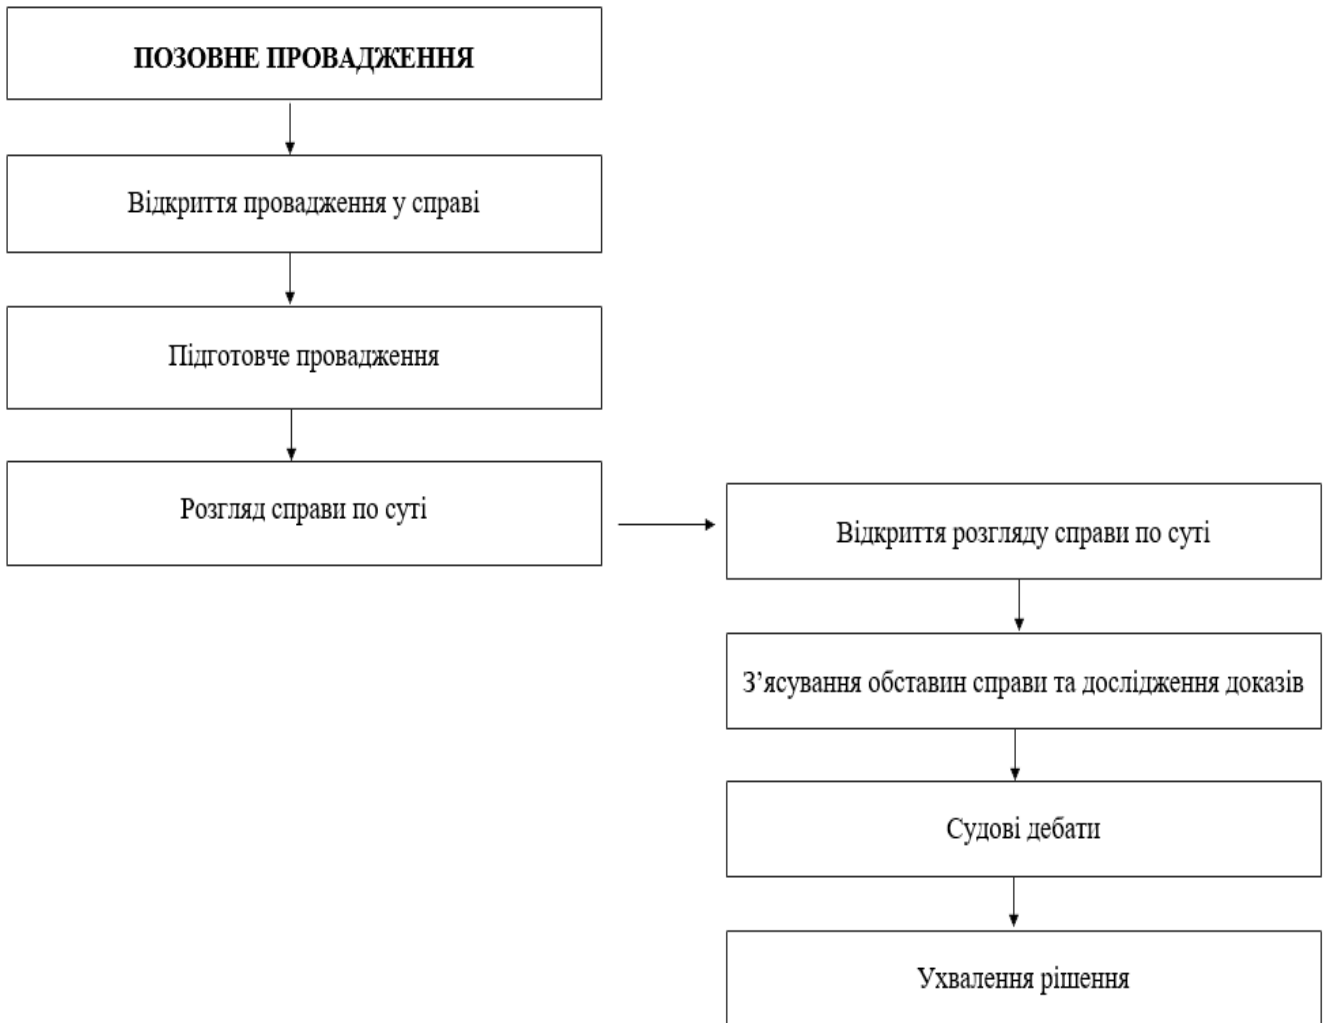 ПОЗОВНЕ ПРОВАДЖЕННЯ
Відкриття провадження у справі
Підготовче провадження
Розгляд справи по суті
Відкриття розгляду справи по суті
З’ясування обставин справи та дослідження доказів
Судові дебати
Ухвалення рішення